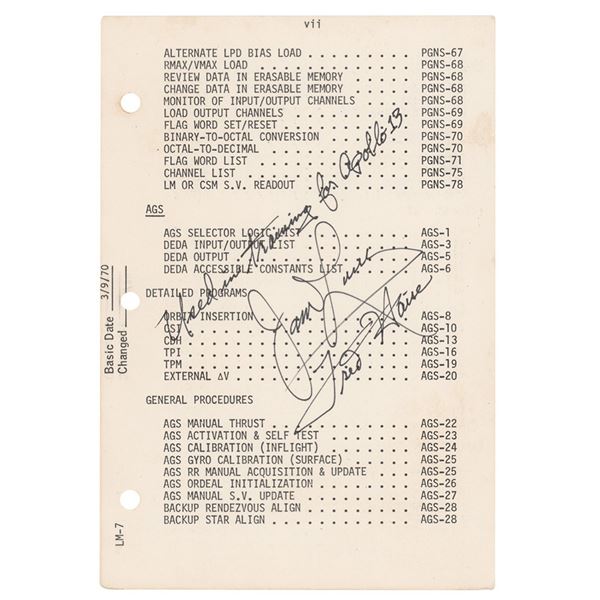 vii
ALTERNATE LPD BIAS LOAD . . . . . . . . . . . PGNS-67
RMAX/VMAX LOAD . . . . . . . . . . . . . . . . PGNS-68
REVIEW DATA IN ERASABLE MEMORY . . . . . . . PGNS-68
CHANGE DATA IN ERASABLE MEMORY . . . . . . . PGNS-68
MONITOR OF INPUT/OUTPUT CHANNELS . . . . . . PGNS-68
LOAD OUTPUT CHANNELS . . . . . . . . . . . . . PGNS-69
FLAG WORD SET/RESET . . . . . . . . . . . . . PGNS-69
BINARY-TO-OCTAL CONVERSION . . . . . . . . . PGNS-70
OCTAL-TO-DECIMAL . . . . . . . . . . . . . . . PGNS-70
FLAG WORD LIST . . . . . . . . . . . . . . . . PGNS-71
CHANNEL LIST . . . . . . . . . . . . . . . . . PGNS-75
LM OR CSM S.V. READOUT . . . . . . . . . . . . PGNS-78
AGS
AGS SELECTOR LOGIC LIST . . . . . . . . . . . AGS-1
DEDA INPUT/OUTPUT LIST . . . . . . . . . . . . AGS-3
DEDA OUTPUT . . . . . . . . . . . . . . . . . AGS-5
DEDA ACCESSIBLE CONSTANTS LIST . . . . . . . AGS-6
DETAILED PROGRAMS
ORBIT INSERTION . . . . . . . . . . . . . . . AGS-8
CSI . . . . . . . . . . . . . . . . . . . . . AGS-10
CDH . . . . . . . . . . . . . . . . . . . . . AGS-13
TPI . . . . . . . . . . . . . . . . . . . . . AGS-16
TPM . . . . . . . . . . . . . . . . . . . . . AGS-19
EXTERNAL ΔV . . . . . . . . . . . . . . . . . AGS-20
GENERAL PROCEDURES
AGS MANUAL THRUST . . . . . . . . . . . . . . AGS-22
AGS ACTIVATION & SELF TEST . . . . . . . . . AGS-23
AGS CALIBRATION (INFLIGHT) . . . . . . . . . AGS-24
AGS GYRO CALIBRATION (SURFACE) . . . . . . . AGS-25
AGS RR MANUAL ACQUISITION & UPDATE . . . . . AGS-25
AGS ORDEAL INITIALIZATION . . . . . . . . . . AGS-26
AGS MANUAL S.V. UPDATE . . . . . . . . . . . . AGS-27
BACKUP RENDEZVOUS ALIGN . . . . . . . . . . . AGS-28
BACKUP STAR ALIGN . . . . . . . . . . . . . . AGS-28
Used in training for Apollo 13
Fred Haise
Basic Date 3/9/70
Changed
LM-7